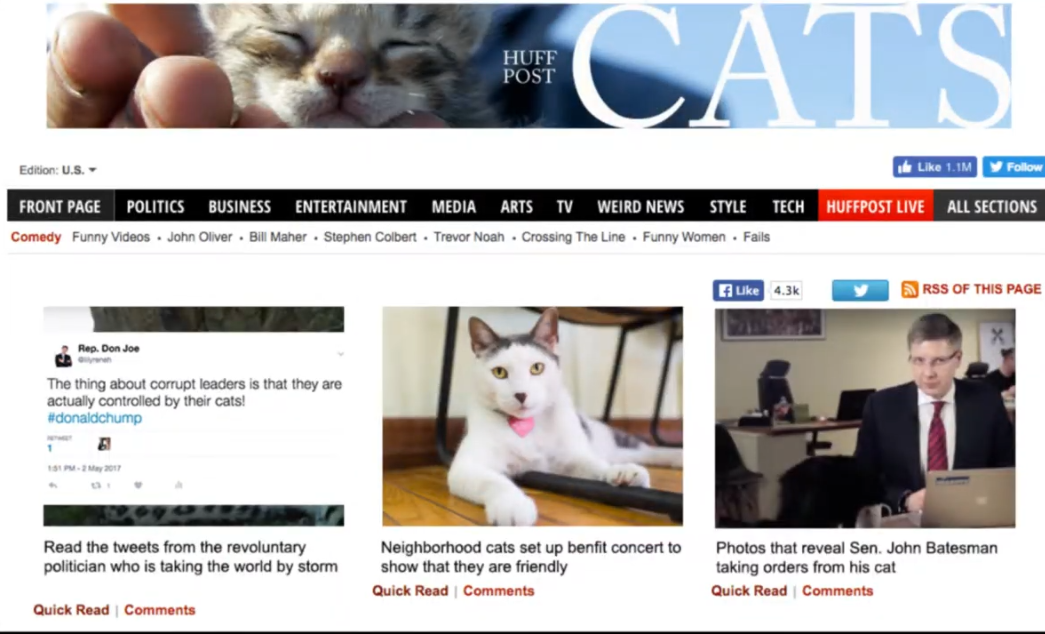 HUFF
POST
CATS
Edition: U.S.
Like 1.1M
Follow
FRONT PAGE POLITICS BUSINESS ENTERTAINMENT MEDIA ARTS TV WEIRD NEWS STYLE TECH HUFFPOST LIVE ALL SECTIONS
Comedy Funny Videos • John Oliver • Bill Maher • Stephen Colbert • Trevor Noah • Crossing The Line • Funny Women • Fails
Like 4.3k
RSS OF THIS PAGE
Rep. Don Joe
The thing about corrupt leaders is that they are
actually controlled by their cats!
#donaldchump
RETWEET
1
1:51 PM - 2 May 2017
1
Read the tweets from the revoluntary
politician who is taking the world by storm
Quick Read | Comments
Neighborhood cats set up benfit concert to
show that they are friendly
Quick Read | Comments
Photos that reveal Sen. John Batesman
taking orders from his cat
Quick Read | Comments